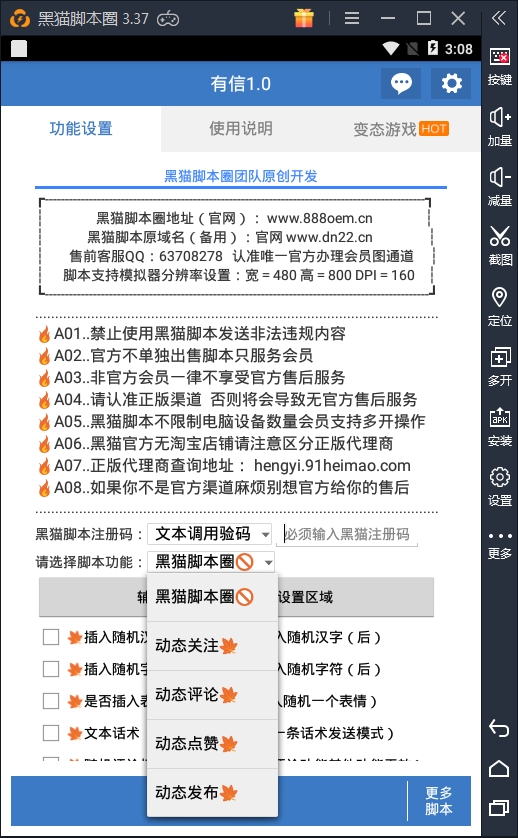 黑猫脚本圈 3.37
3:08
有信1.0
功能设置
使用说明
变态游戏 HOT
黑猫脚本圈团队原创开发
黑猫脚本圈地址（官网）：www.888oem.cn
黑猫脚本原域名（备用）：官网 www.dn22.cn
售前客服QQ：63708278 认准唯一官方办理会员图通道
脚本支持模拟器分辨率设置：宽 = 480 高 = 800 DPI = 160
A01..禁止使用黑猫脚本发送非法违规内容
A02..官方不单独出售脚本只服务会员
A03..非官方会员一律不享受官方售后服务
A04..请认准正版渠道 否则将会导致无官方售后服务
A05..黑猫脚本不限制电脑设备数量会员支持多开操作
A06..黑猫官方无淘宝店铺请注意区分正版代理商
A07..正版代理商查询地址：hengyi.91heimao.com
A08..如果你不是官方渠道麻烦别想官方给你的售后
黑猫脚本注册码：文本调用验码 必须输入黑猫注册码
请选择脚本功能：黑猫脚本圈
设置区域
黑猫脚本圈
动态关注
动态评论
动态点赞
动态发布
插入随机汉
入随机汉字（后）
插入随机字
入随机字符（后）
是否插入表
入随机一个表情）
文本话术
一条话术发送模式）
更多
脚本
按键
加量
减量
截图
定位
多开
安装
设置
更多